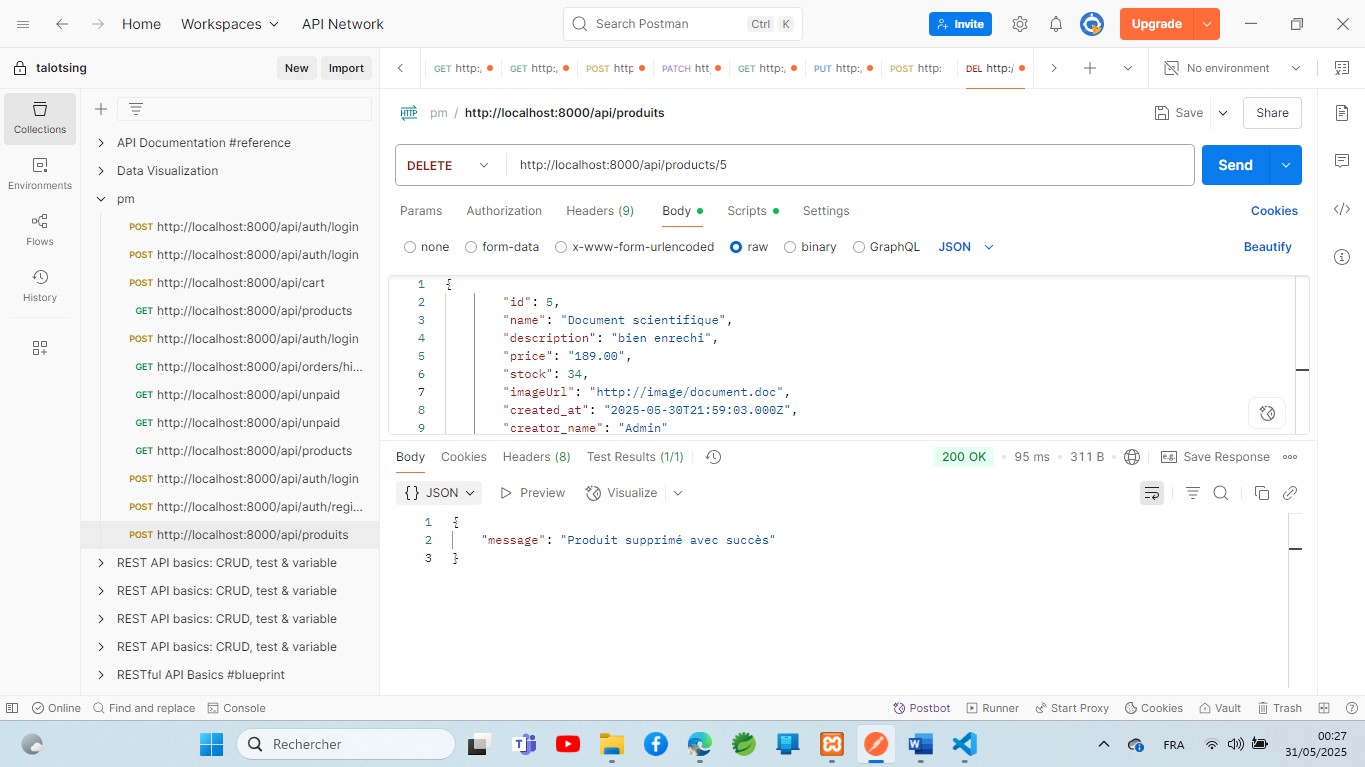 Home Workspaces API Network Search Postman Ctrl K Invite Upgrade
talotsing New Import GET http:, GET http:, POST http PATCH htt, GET http:, PUT http:, POST http: DEL http:/ No environment
Collections
Environments
Flows
History
API Documentation #reference
Data Visualization
pm
POST http://localhost:8000/api/auth/login
POST http://localhost:8000/api/auth/login
POST http://localhost:8000/api/cart
GET http://localhost:8000/api/products
POST http://localhost:8000/api/auth/login
GET http://localhost:8000/api/orders/hi...
GET http://localhost:8000/api/unpaid
GET http://localhost:8000/api/unpaid
GET http://localhost:8000/api/products
POST http://localhost:8000/api/auth/login
POST http://localhost:8000/api/auth/regi...
POST http://localhost:8000/api/produits
REST API basics: CRUD, test & variable
REST API basics: CRUD, test & variable
REST API basics: CRUD, test & variable
REST API basics: CRUD, test & variable
RESTful API Basics #blueprint
HTTP pm / http://localhost:8000/api/produits Save Share
DELETE http://localhost:8000/api/products/5 Send
Params Authorization Headers (9) Body Scripts Settings Cookies
none form-data x-www-form-urlencoded raw binary GraphQL JSON Beautify
1 {
2 "id": 5,
3 "name": "Document scientifique",
4 "description": "bien enrechi",
5 "price": "189.00",
6 "stock": 34,
7 "imageUrl": "http://image/document.doc",
8 "created_at": "2025-05-30T21:59:03.000Z",
9 "creator_name": "Admin"
Body Cookies Headers (8) Test Results (1/1) 200 OK 95 ms 311 B e.g. Save Response
{} JSON Preview Visualize
1 {
2 "message": "Produit supprimé avec succès"
3 }
Online Find and replace Console Postbot Runner Start Proxy Cookies Vault Trash
Rechercher FRA 00:27
31/05/2025